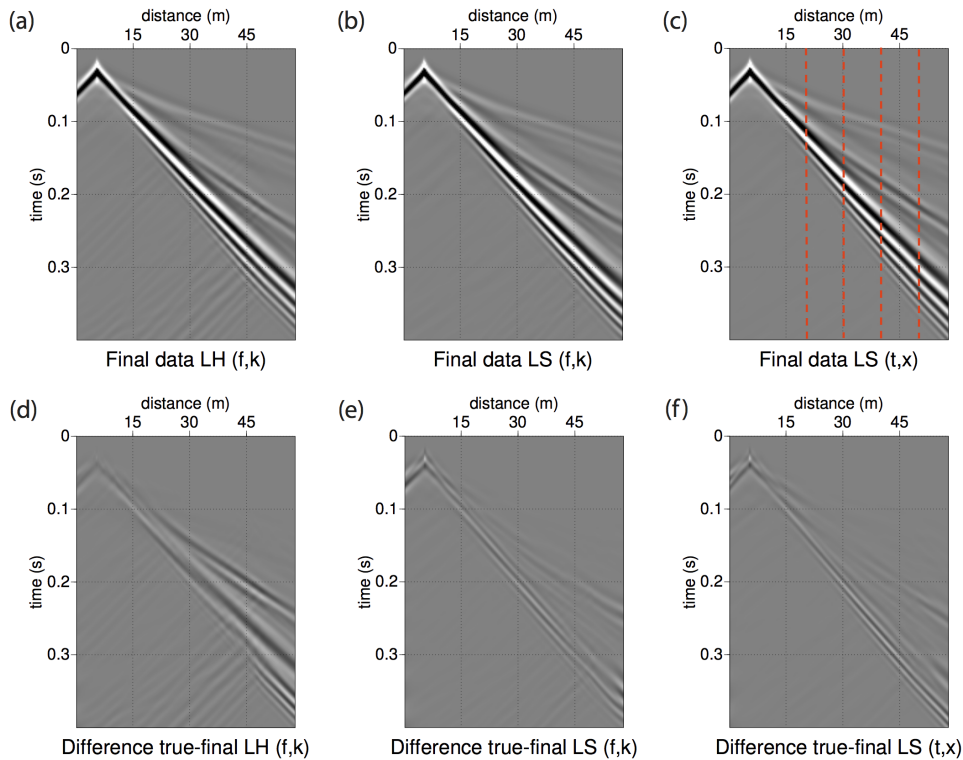 (a)
distance (m)
15 30 45
0
0.1
0.2
0.3
time (s)
Final data LH (f,k)
(b)
distance (m)
15 30 45
0
0.1
0.2
0.3
time (s)
Final data LS (f,k)
(c)
distance (m)
15 30 45
0
0.1
0.2
0.3
time (s)
Final data LS (t,x)
(d)
distance (m)
15 30 45
0
0.1
0.2
0.3
time (s)
Difference true-final LH (f,k)
(e)
distance (m)
15 30 45
0
0.1
0.2
0.3
time (s)
Difference true-final LS (f,k)
(f)
distance (m)
15 30 45
0
0.1
0.2
0.3
time (s)
Difference true-final LS (t,x)